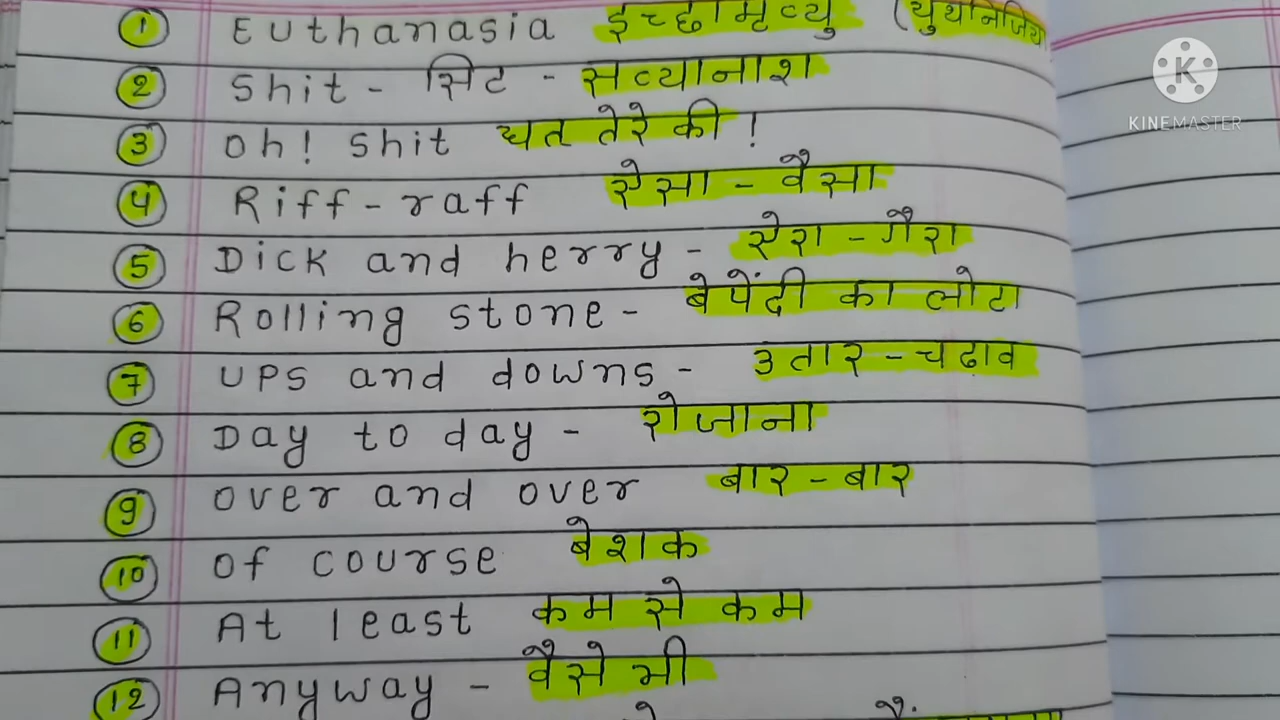 1 Euthanasia इच्छामृत्यु (युथनिजिया
2 Shit - सिट - सत्यानाश
3 Oh! Shit धत तेरे की !
4 Riff-raff ऐसा - वैसा
5 Dick and herry - ऐरा - गैरा
6 Rolling stone - बेपेंदी का लोटा
7 UPS and downs - उतार - चढ़ाव
8 Day to day - रोजाना
9 Over and over बार - बार
10 Of course बेशक
11 At least कम से कम
12 Anyway - वैसे भी
K
KINEMASTER